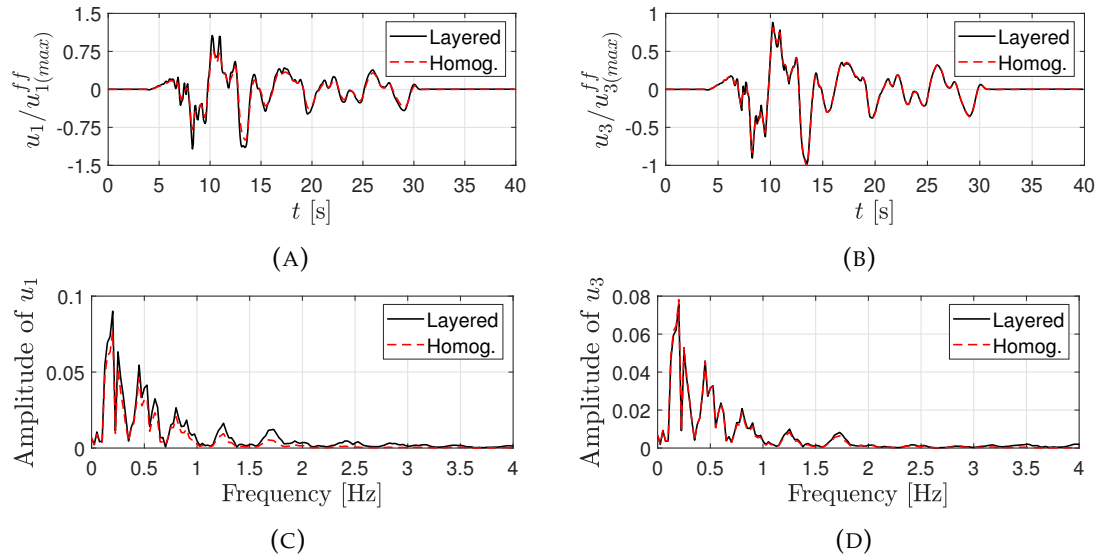 1.5
0.75
0
-0.75
-1.5
u₁/u₁₍ₘₐₓ₎ᶠ
Layered
Homog.
0 5 10 15 20 25 30 35 40
t [s]
(A)
1
0.5
0
-0.5
-1
u₃/u₃₍ₘₐₓ₎ᶠ
Layered
Homog.
0 5 10 15 20 25 30 35 40
t [s]
(B)
0.1
0.05
0
Amplitude of u₁
Layered
Homog.
0 0.5 1 1.5 2 2.5 3 3.5 4
Frequency [Hz]
(C)
0.08
0.06
0.04
0.02
0
Amplitude of u₃
Layered
Homog.
0 0.5 1 1.5 2 2.5 3 3.5 4
Frequency [Hz]
(D)